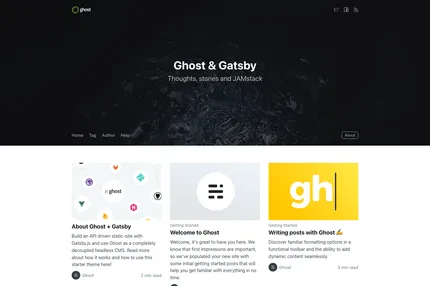 ghost
Ghost & Gatsby
Thoughts, stories and JAMstack
Home Tag Author Help About
ghost
gh
About Ghost + Gatsby
Build an API driven static-site with
Gatsby.js and use Ghost as a completely
decoupled headless CMS. Read more
about how it works and how to use this
starter theme here!
Ghost 2 min read
Getting Started
Welcome to Ghost
Welcome, it's great to have you here. We
know that first impressions are important,
so we've populated your new site with
some initial getting started posts that will
help you get familiar with everything in no
time.
Getting Started
Writing posts with Ghost ✍️
Discover familiar formatting options in a
functional toolbar and the ability to add
dynamic content seamlessly.
Ghost 3 min read